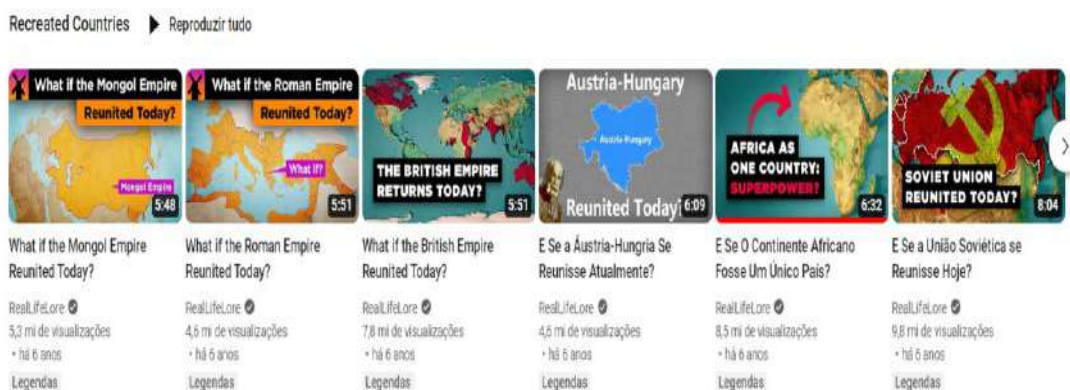 Recreated Countries ▶ Reproduzir tudo
What if the Mongol Empire
Reunited Today?
Mongol Empire
5:48
What if the Roman Empire
Reunited Today?
What If?
5:51
THE BRITISH EMPIRE
RETURNS TODAY?
5:51
Austria-Hungary
Austria-Hungary
Reunited Today?
6:09
AFRICA AS
ONE COUNTRY:
SUPERPOWER?
6:32
SOVIET UNION
REUNITED TODAY?
8:04
What if the Mongol Empire
Reunited Today?
RealLifeLore
5,3 mi de visualizações
• há 6 anos
Legendas
What if the Roman Empire
Reunited Today?
RealLifeLore
4,6 mi de visualizações
• há 6 anos
Legendas
What if the British Empire
Reunited Today?
RealLifeLore
7,8 mi de visualizações
• há 6 anos
Legendas
E Se a Áustria-Hungria Se
Reunisse Atualmente?
RealLifeLore
4,6 mi de visualizações
• há 6 anos
Legendas
E Se O Continente Africano
Fosse Um Único País?
RealLifeLore
8,5 mi de visualizações
• há 6 anos
Legendas
E Se a União Soviética se
Reunisse Hoje?
RealLifeLore
9,8 mi de visualizações
• há 6 anos
Legendas